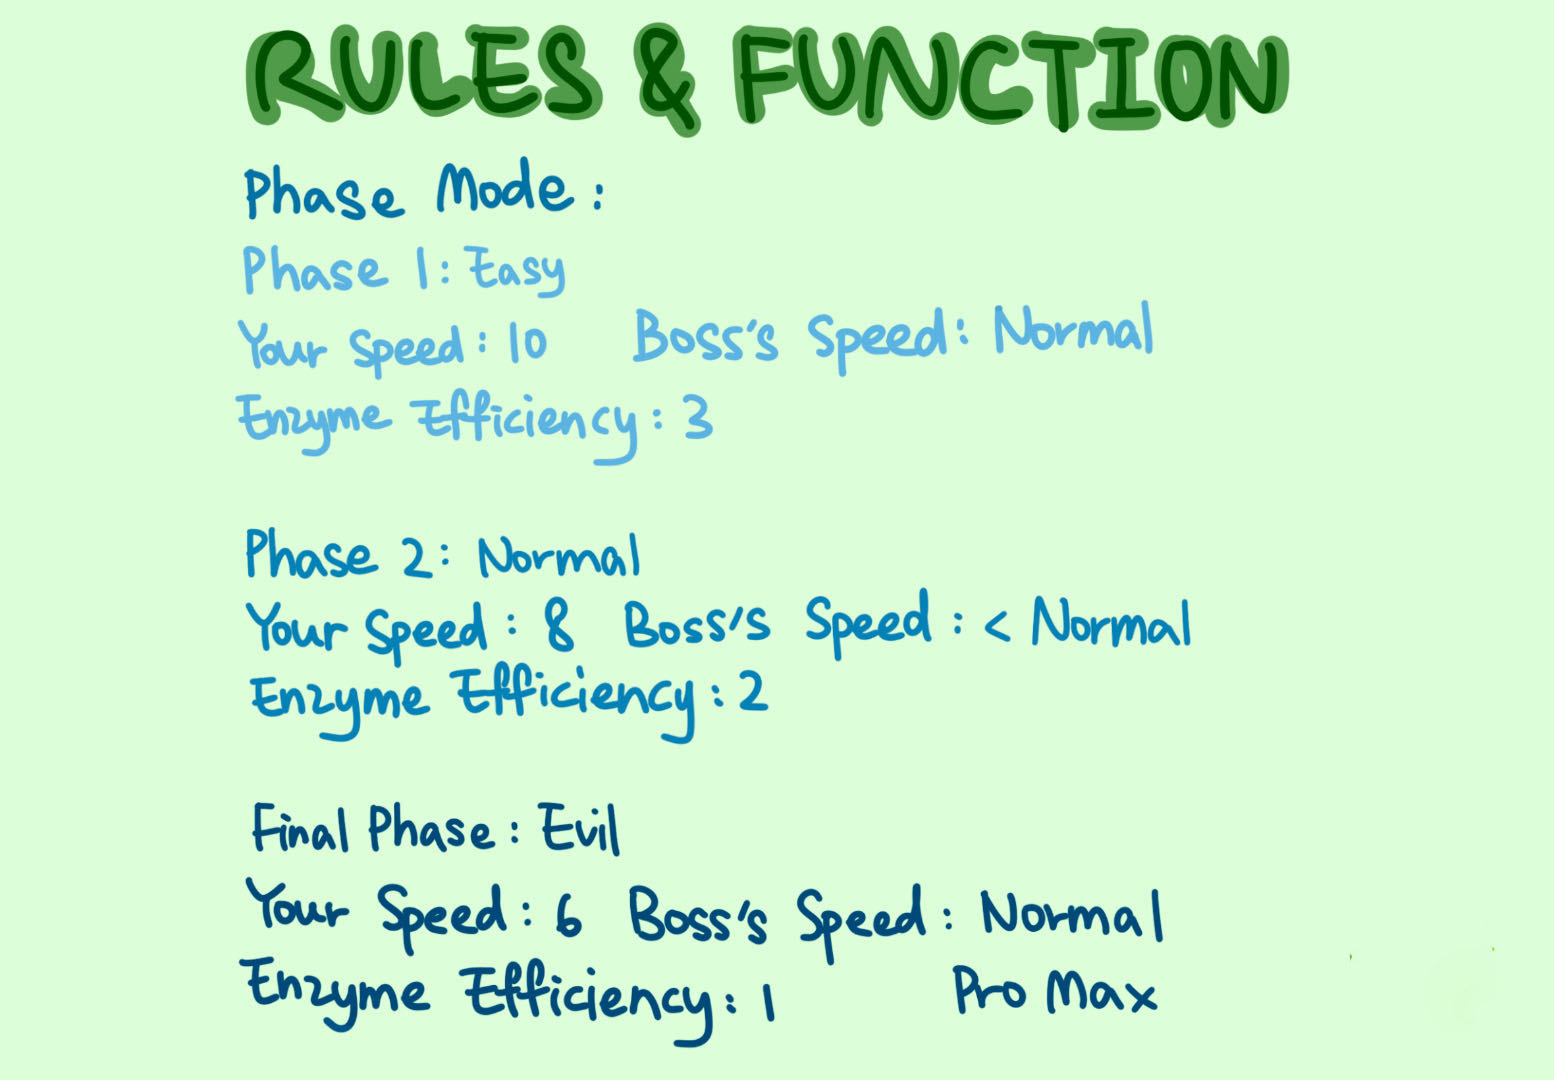 RULES & FUNCTION
Phase Mode:
Phase 1: Easy
Your Speed: 10 Boss's Speed: Normal
Enzyme Efficiency: 3
Phase 2: Normal
Your Speed: 8 Boss's Speed: < Normal
Enzyme Efficiency: 2
Final Phase: Evil
Your Speed: 6 Boss's Speed: Normal
Enzyme Efficiency: 1 Pro Max